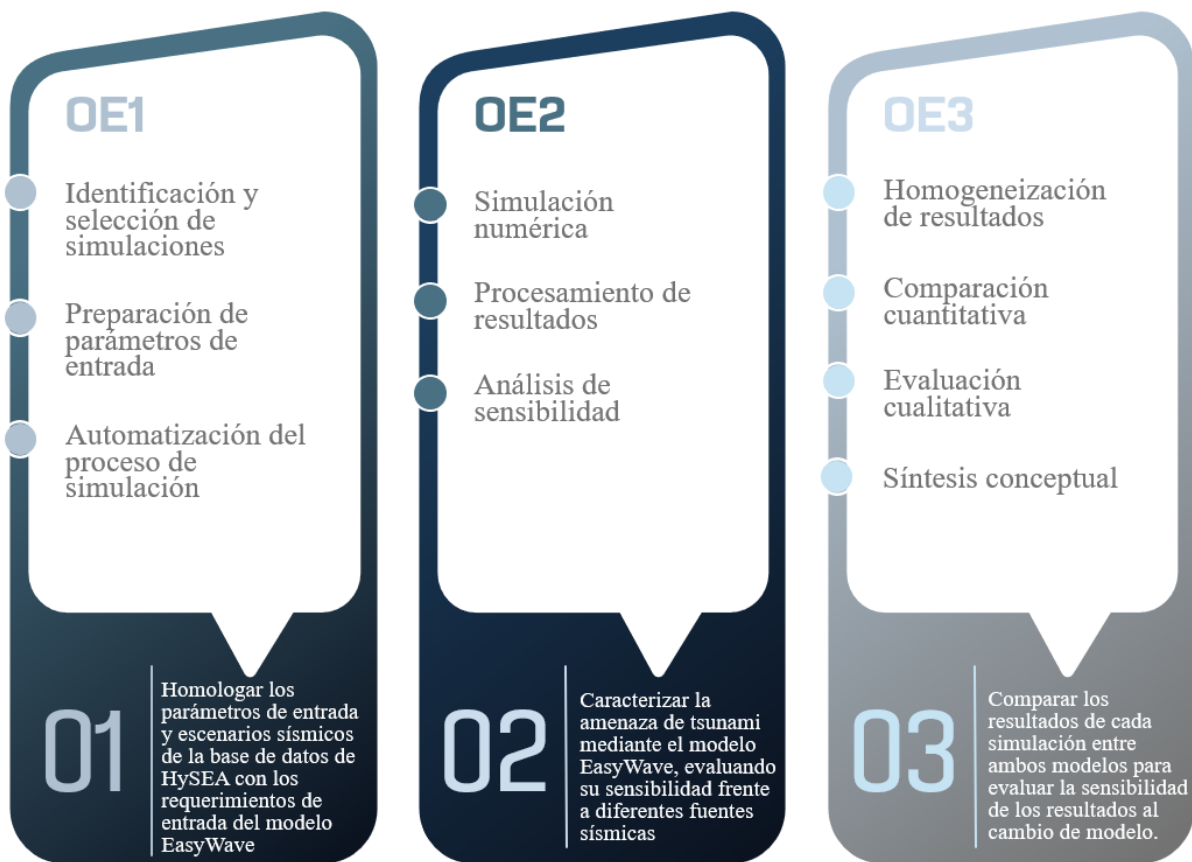 OE1
Identificación y
selección de
simulaciones
Preparación de
parámetros de
entrada
Automatización del
proceso de
simulación
01
Homologar los
parámetros de entrada
y escenarios sísmicos
de la base de datos de
HySEA con los
requerimientos de
entrada del modelo
EasyWave
OE2
Simulación
numérica
Procesamiento de
resultados
Análisis de
sensibilidad
02
Caracterizar la
amenaza de tsunami
mediante el modelo
EasyWave, evaluando
su sensibilidad frente
a diferentes fuentes
sísmicas
OE3
Homogeneización
de resultados
Comparación
cuantitativa
Evaluación
cualitativa
Síntesis conceptual
03
Comparar los
resultados de cada
simulación entre
ambos modelos para
evaluar la sensibilidad
de los resultados al
cambio de modelo.